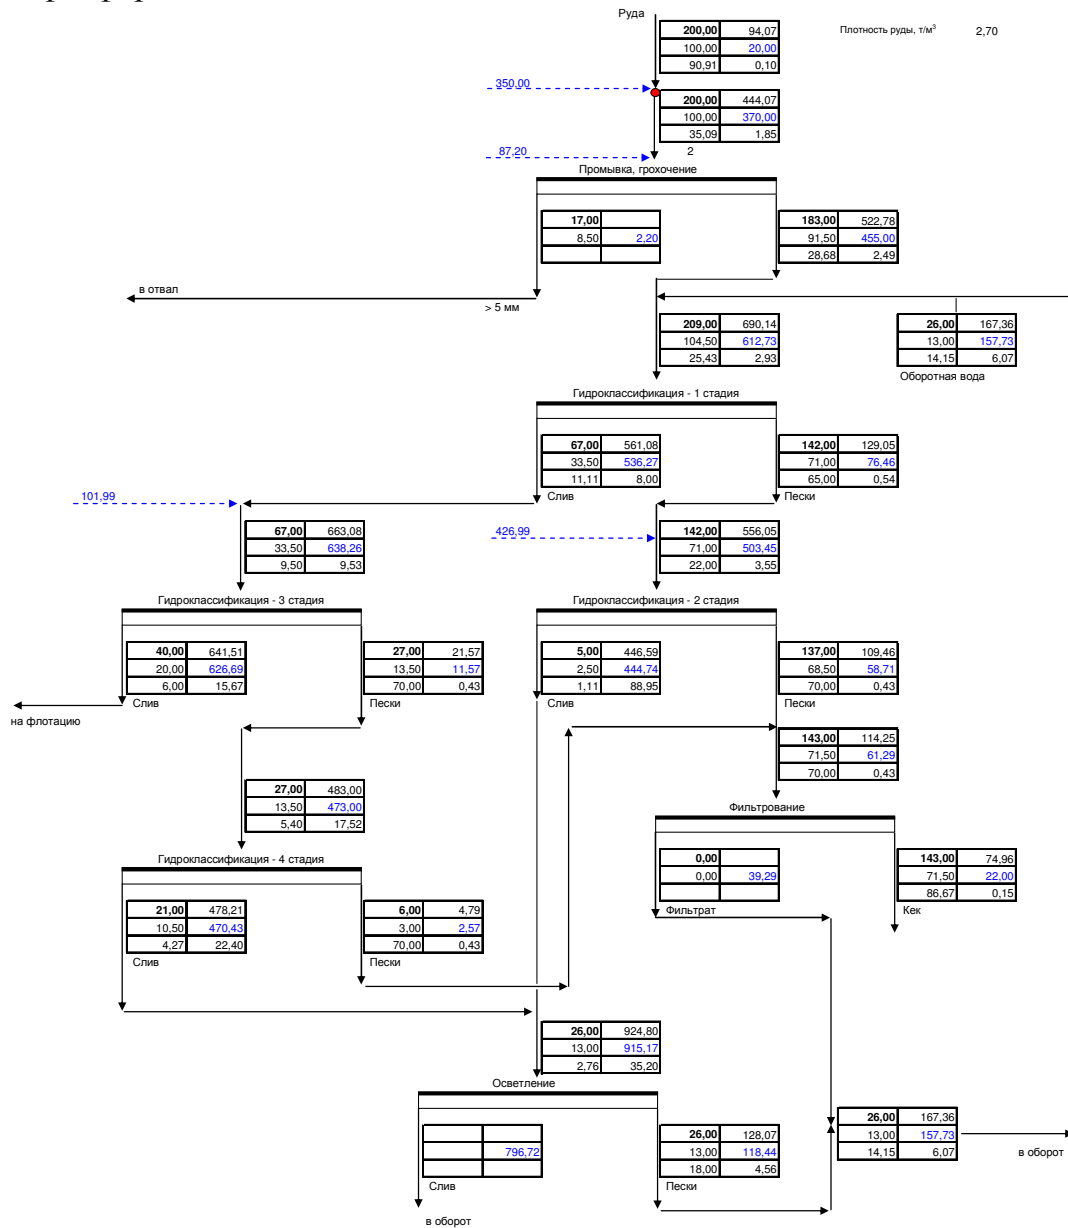 Руда
200,00 94,07
100,00 20,00
90,91 0,10
Плотность руды, т/м³ 2,70
350,00
200,00 444,07
100,00 370,00
35,09 1,85
87,20
2
Промывка, грохочение
17,00
8,50 2,20
183,00 522,78
91,50 455,00
28,68 2,49
в отвал
> 5 мм
209,00 690,14
104,50 612,73
25,43 2,93
26,00 167,36
13,00 157,73
14,15 6,07
Оборотная вода
Гидроклассификация - 1 стадия
67,00 561,08
33,50 536,27
11,11 8,00
Слив
142,00 129,05
71,00 76,46
65,00 0,54
Пески
101,99
67,00 663,08
33,50 638,26
9,50 9,53
426,99
142,00 556,05
71,00 503,45
22,00 3,55
Гидроклассификация - 3 стадия
Гидроклассификация - 2 стадия
40,00 641,51
20,00 626,69
6,00 15,67
Слив
27,00 21,57
13,50 11,57
70,00 0,43
Пески
5,00 446,59
2,50 444,74
1,11 88,95
Слив
137,00 109,46
68,50 58,71
70,00 0,43
Пески
на флотацию
143,00 114,25
71,50 61,29
70,00 0,43
27,00 483,00
13,50 473,00
5,40 17,52
Фильтрование
Гидроклассификация - 4 стадия
0,00
0,00 39,29
Фильтрат
143,00 74,96
71,50 22,00
86,67 0,15
Кек
21,00 478,21
10,50 470,43
4,27 22,40
Слив
6,00 4,79
3,00 2,57
70,00 0,43
Пески
26,00 924,80
13,00 915,17
2,76 35,20
Осветление
796,72
Слив
26,00 128,07
13,00 118,44
18,00 4,56
Пески
26,00 167,36
13,00 157,73
14,15 6,07
в оборот
в оборот